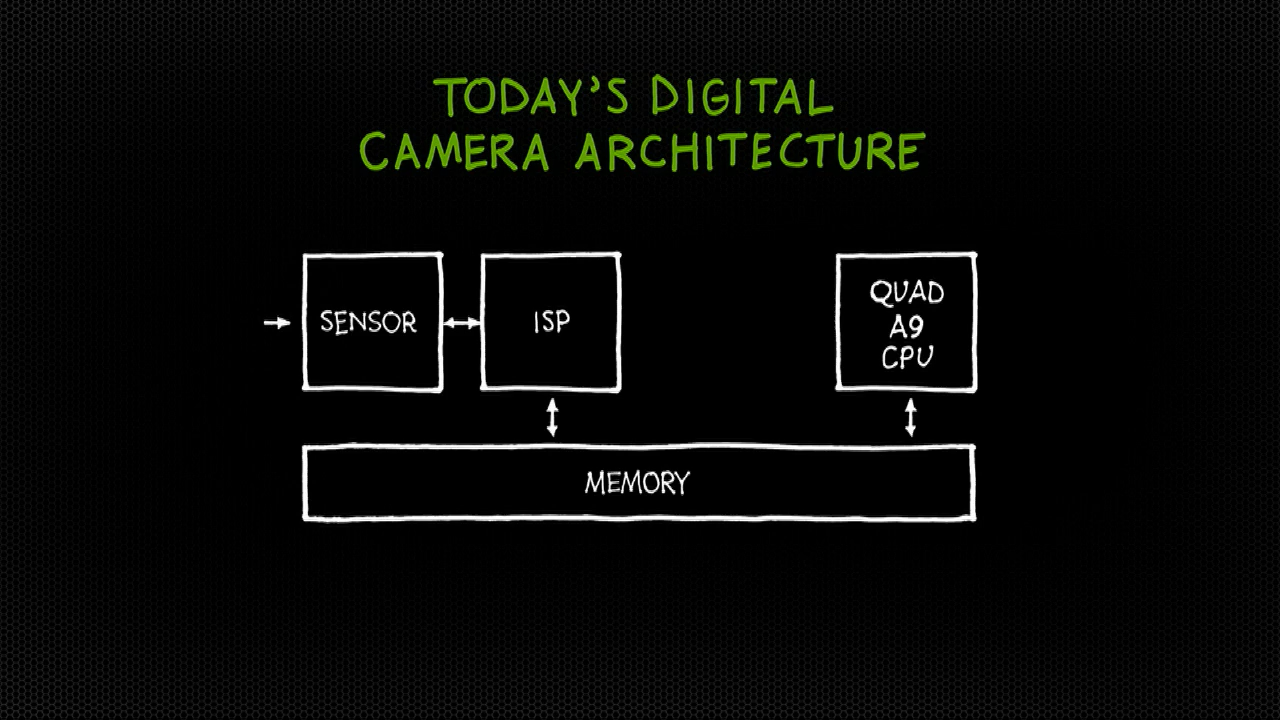 TODAY'S DIGITAL
CAMERA ARCHITECTURE
SENSOR
ISP
QUAD
A9
CPU
MEMORY